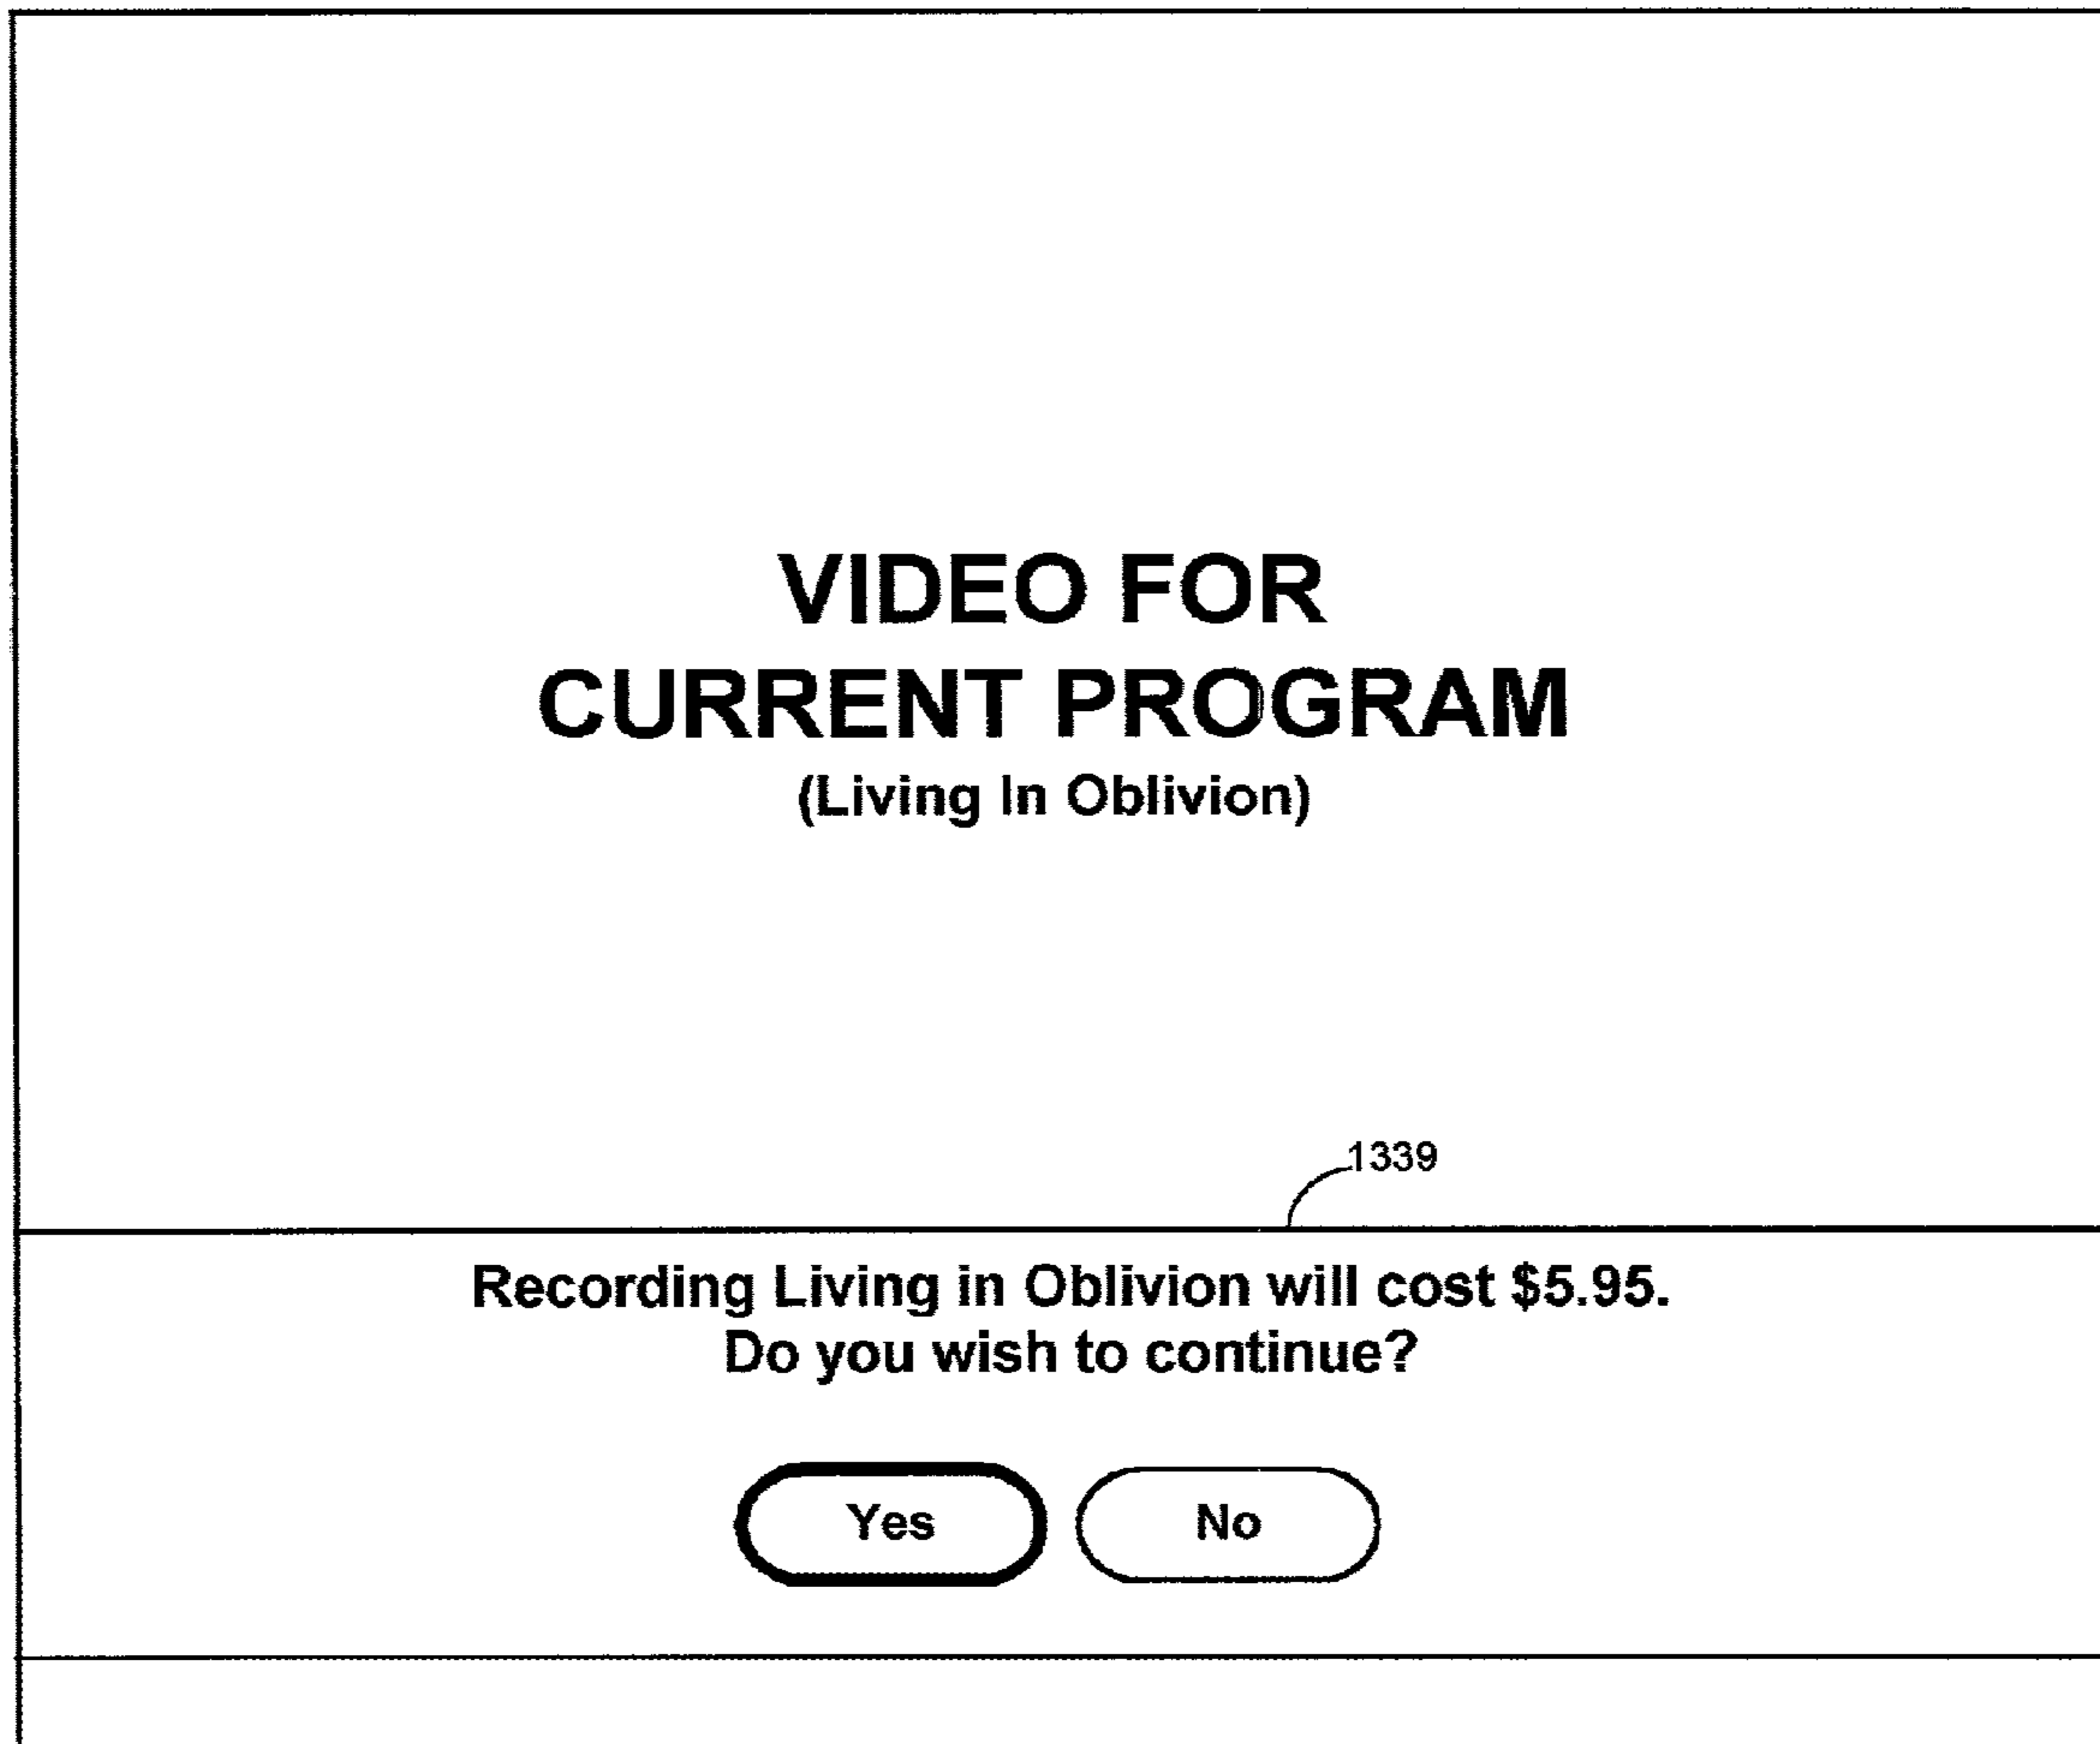 VIDEO FOR
CURRENT PROGRAM
(Living In Oblivion)
1339
Recording Living in Oblivion will cost $5.95.
Do you wish to continue?
Yes No